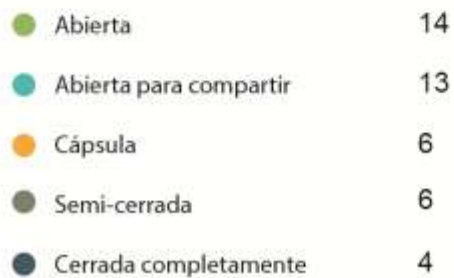 Abierta 14
Abierta para compartir 13
Cápsula 6
Semi-cerrada 6
Cerrada completamente 4